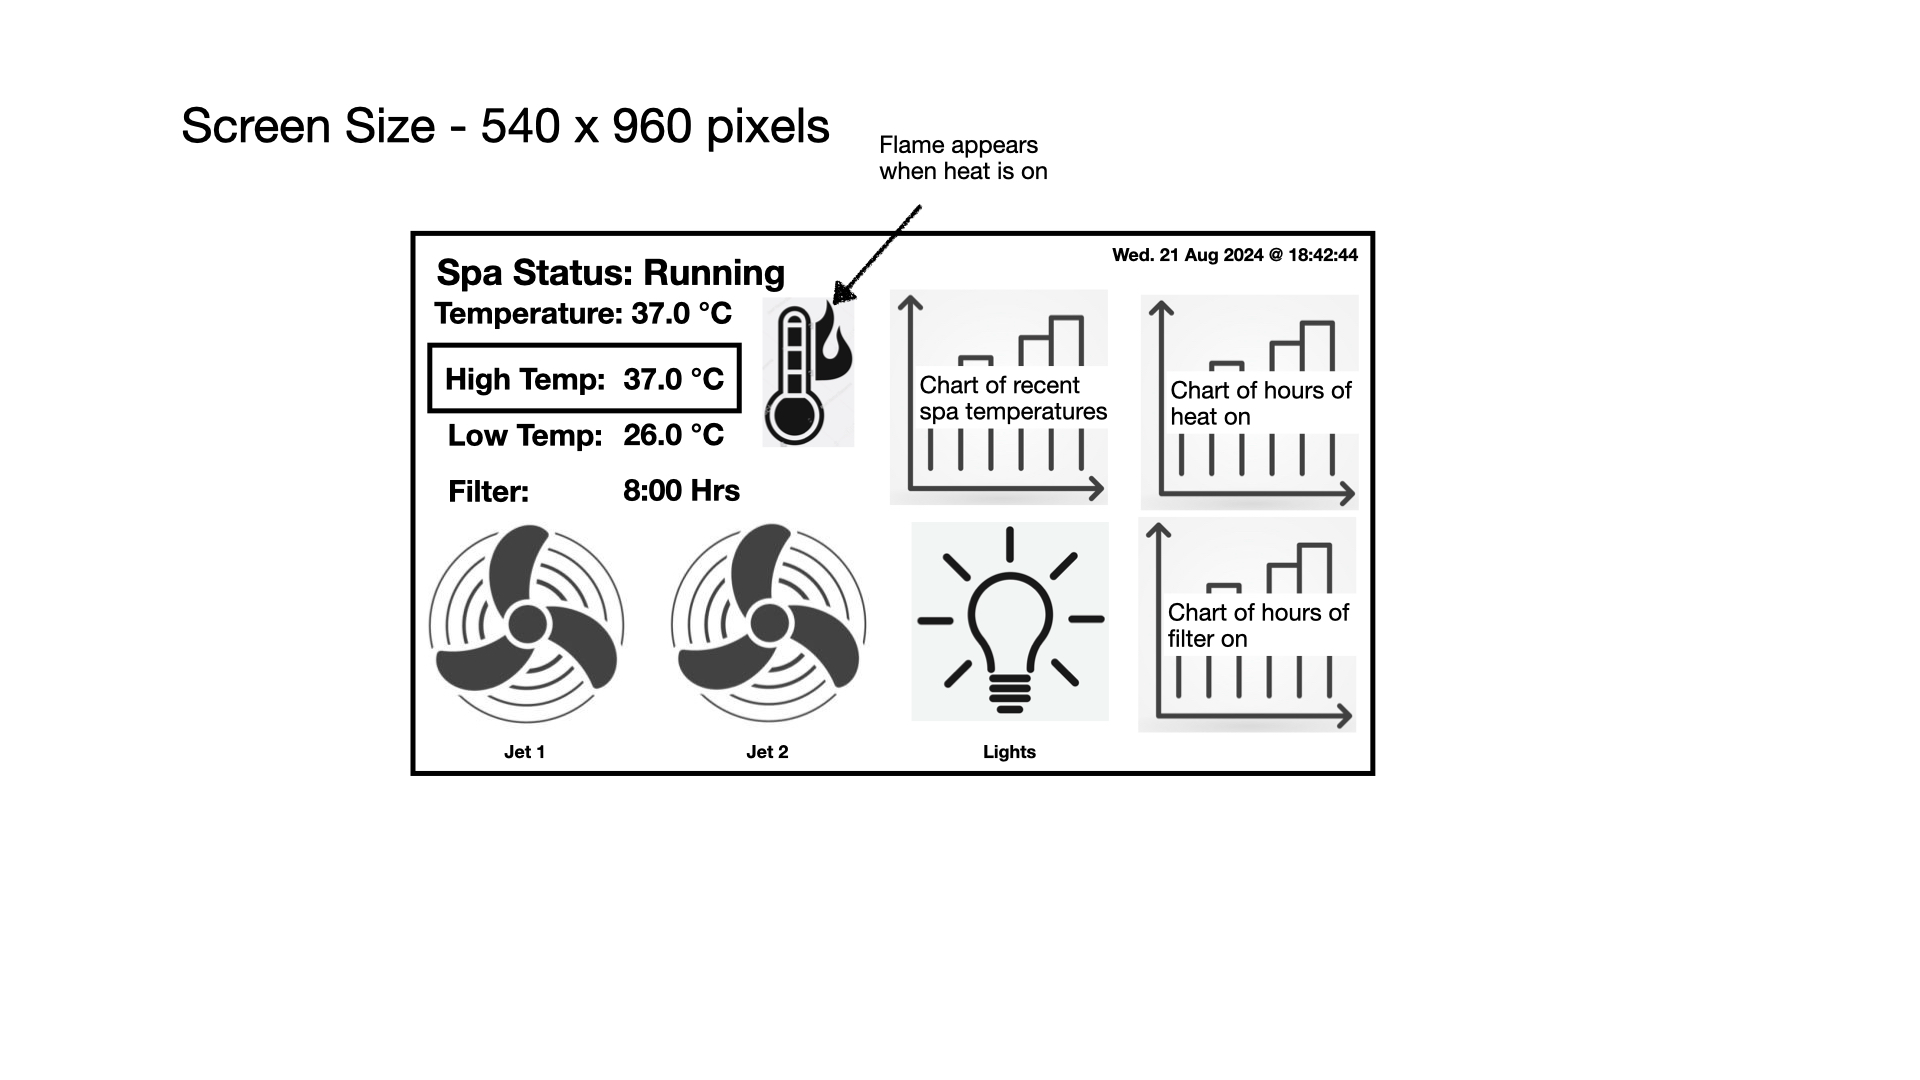 Screen Size - 540 x 960 pixels
Flame appears
when heat is on
Wed. 21 Aug 2024 @ 18:42:44
Spa Status: Running
Temperature: 37.0 °C
High Temp: 37.0 °C
Low Temp: 26.0 °C
Filter: 8:00 Hrs
Chart of recent
spa temperatures
Chart of hours of
heat on
Chart of hours of
filter on
Jet 1
Jet 2
Lights